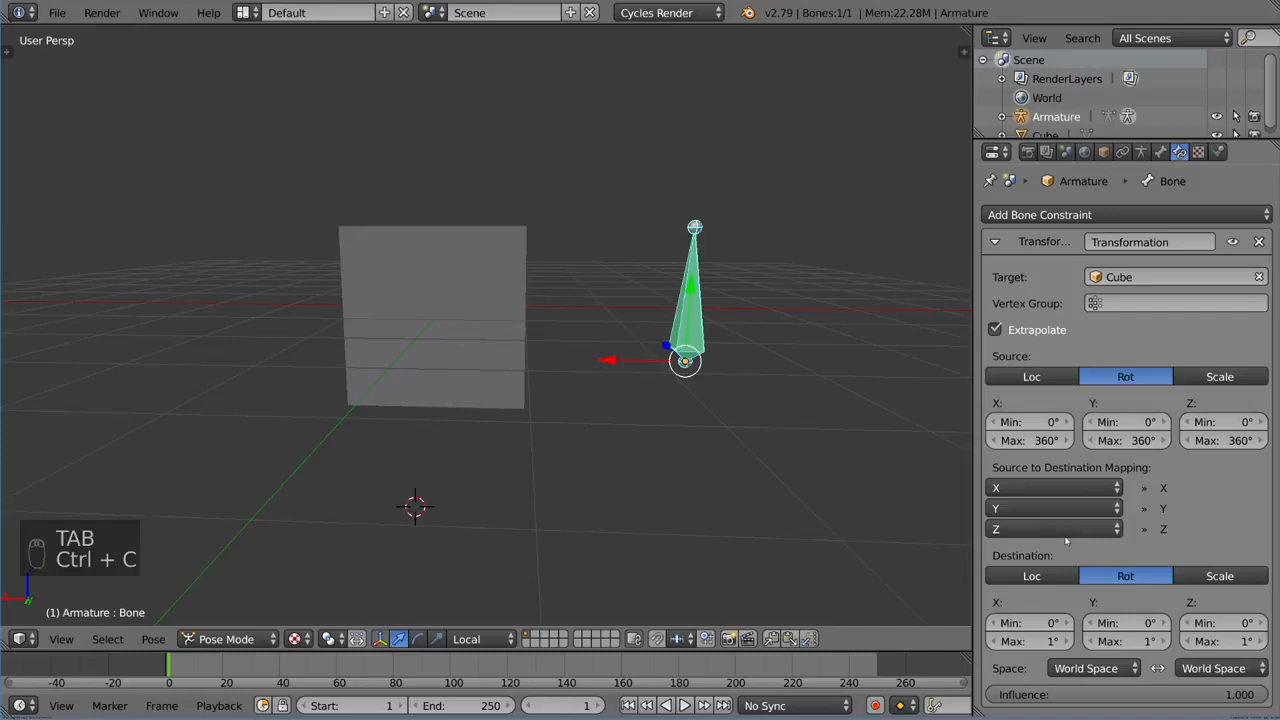 File Render Window Help Default Scene Cycles Render v2.79 | Bones:1/1 | Mem:22.28M | Armature
User Persp
View Search All Scenes
Scene
RenderLayers
World
Armature
Cube
Armature Bone
Add Bone Constraint
Transfor... Transformation
Target: Cube
Vertex Group:
Extrapolate
Source:
Loc Rot Scale
X: Y: Z:
Min: 0° Min: 0° Min: 0°
Max: 360° Max: 360° Max: 360°
Source to Destination Mapping:
X » X
Y » Y
Z » Z
Destination:
Loc Rot Scale
X: Y: Z:
Min: 0° Min: 0° Min: 0°
Max: 1° Max: 1° Max: 1°
Space: World Space World Space
Influence: 1.000
TAB
Ctrl + C
(1) Armature : Bone
View Select Pose Pose Mode Local
-40 -20 0 20 40 60 80 100 120 140 160 180 200 220 240 260
View Marker Frame Playback Start: 1 End: 250 1 No Sync